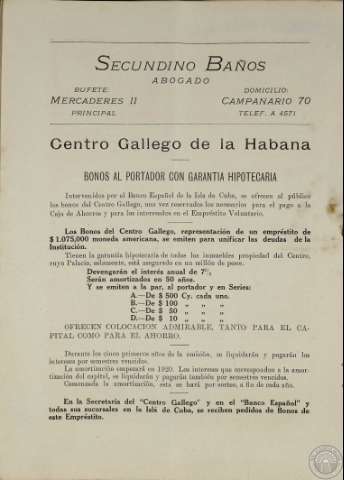 SECUNDINO BAÑOS
ABOGADO
BUFETE:
MERCADERES 11
PRINCIPAL
DOMICILIO:
CAMPANARIO 70
TELEF. A 4571
Centro Gallego de la Habana
BONOS AL PORTADOR CON GARANTIA HIPOTECARIA
Intervenidos por el Banco Español de la Isla de Cuba, se ofrecen al público
los bonos del Centro Gallego, una vez reservados los necesarios para el pago a la
Caja de Ahorros y para los interesados en el Empréstito Voluntario.
Los Bonos del Centro Gallego, representación de un empréstito de
$ 1.075,000 moneda americana, se emiten para unificar las deudas de la
Institución.
Tienen la garantía hipotecaria de todos los inmuebles propiedad del Centro,
cuyo Palacio, solamente, está asegurado en un millón de pesos.
Devengarán el interés anual de 7%
Serán amortizados en 50 años.
Y se emiten a la par, al portador y en Series:
A.—De $ 500 Cy. cada uno.
B.—De $ 100 „ „ „
C.—De $ 50 „ „ „
D.—De $ 10 „ „ „
OFRECEN COLOCACION ADMIRABLE, TANTO PARA EL CA-
PITAL COMO PARA EL AHORRO.
Durante los cinco primeros años de la emisión, se liquidarán y pagarán los
intereses por semestres vencidos.
La amortización empezará en 1920. Los intereses que correspondan a la amor-
tización del capital, se liquidarán y pagarán también por semestres vencidos.
Comenzada la amortización, ésta se hará por sorteo, a fin de cada año.
En la Secretaría del "Centro Gallego" y en el "Banco Español" y
todas sus sucursales en la Isla de Cuba, se reciben pedidos de Bonos de
este Empréstito.